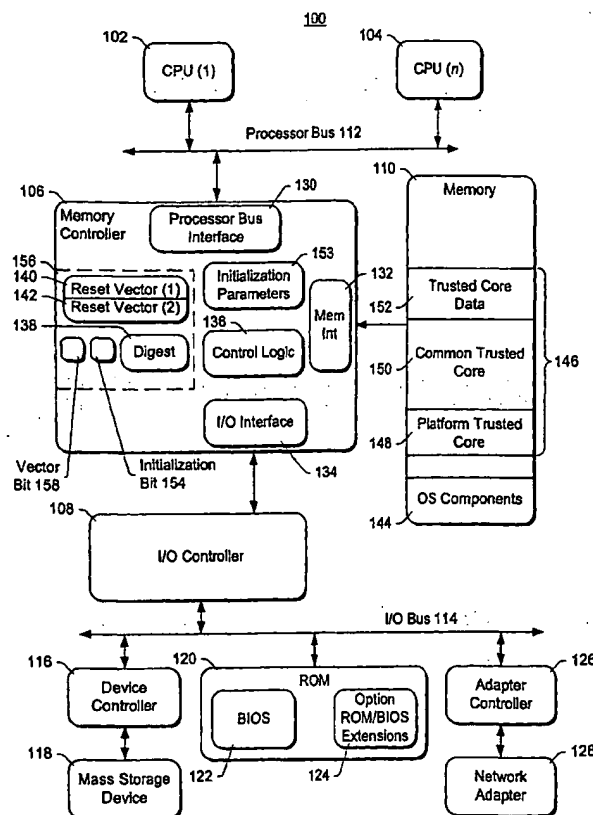 100
102
CPU (1)
104
CPU (n)
Processor Bus 112
106
Memory
Controller
130
Processor Bus
Interface
110
Memory
156
140
Reset Vector (1)
142
Reset Vector (2)
138
Digest
153
Initialization
Parameters
136
Control Logic
132
Mem
Int
152
Trusted Core
Data
150
Common Trusted
Core
146
148
Platform Trusted
Core
I/O Interface
134
Vector
Bit 158
Initialization
Bit 154
OS Components
144
108
I/O Controller
I/O Bus 114
116
Device
Controller
120
ROM
BIOS
122
Option
ROM/BIOS
Extensions
124
126
Adapter
Controller
118
Mass Storage
Device
128
Network
Adapter